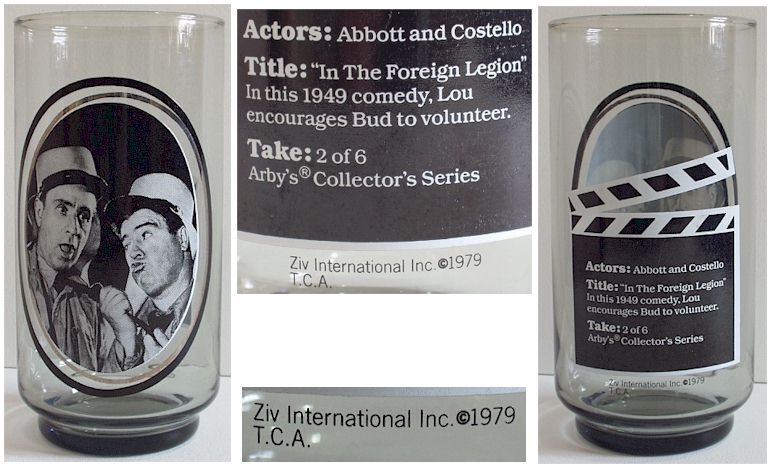 Actors: Abbott and Costello
Title: "In The Foreign Legion"
In this 1949 comedy, Lou
encourages Bud to volunteer.
Take: 2 of 6
Arby's® Collector's Series
Ziv International Inc.©1979
T.C.A.
Ziv International Inc.©1979
T.C.A.
Actors: Abbott and Costello
Title: "In The Foreign Legion"
In this 1949 comedy, Lou
encourages Bud to volunteer.
Take: 2 of 6
Arby's® Collector's Series
Ziv International Inc.©1979
T.C.A.